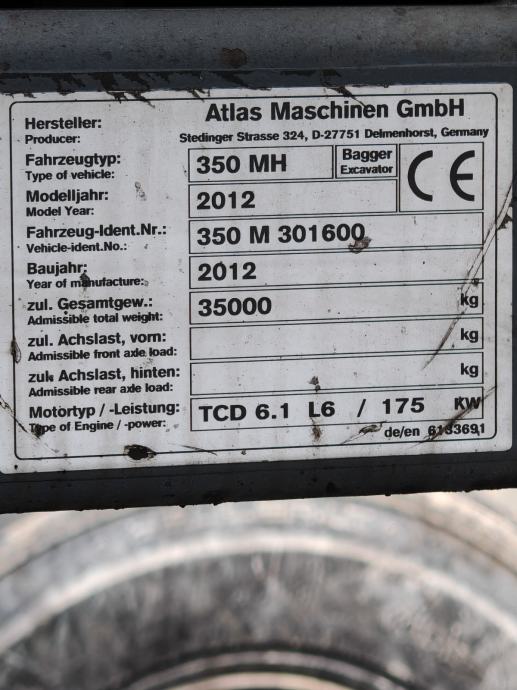 Hersteller: Atlas Maschinen GmbH
Producer: Stedinger Strasse 324, D-27751 Delmenhorst, Germany
Fahrzeugtyp: 350 MH Bagger CE
Type of vehicle: Excavator
Modelljahr: 2012
Model Year:
Fahrzeug-Ident.Nr.: 350 M 301600
Vehicle-ident.No.:
Baujahr: 2012
Year of manufacture:
zul. Gesamtgew.: 35000 kg
Admissible total weight:
zul. Achslast, vorn: kg
Admissible front axle load:
zuk Achslast, hinten: kg
Admissible rear axle load:
Motortyp / -Leistung: TCD 6.1 L6 / 175 KW
Type of Engine / -power:
de/en 6133691